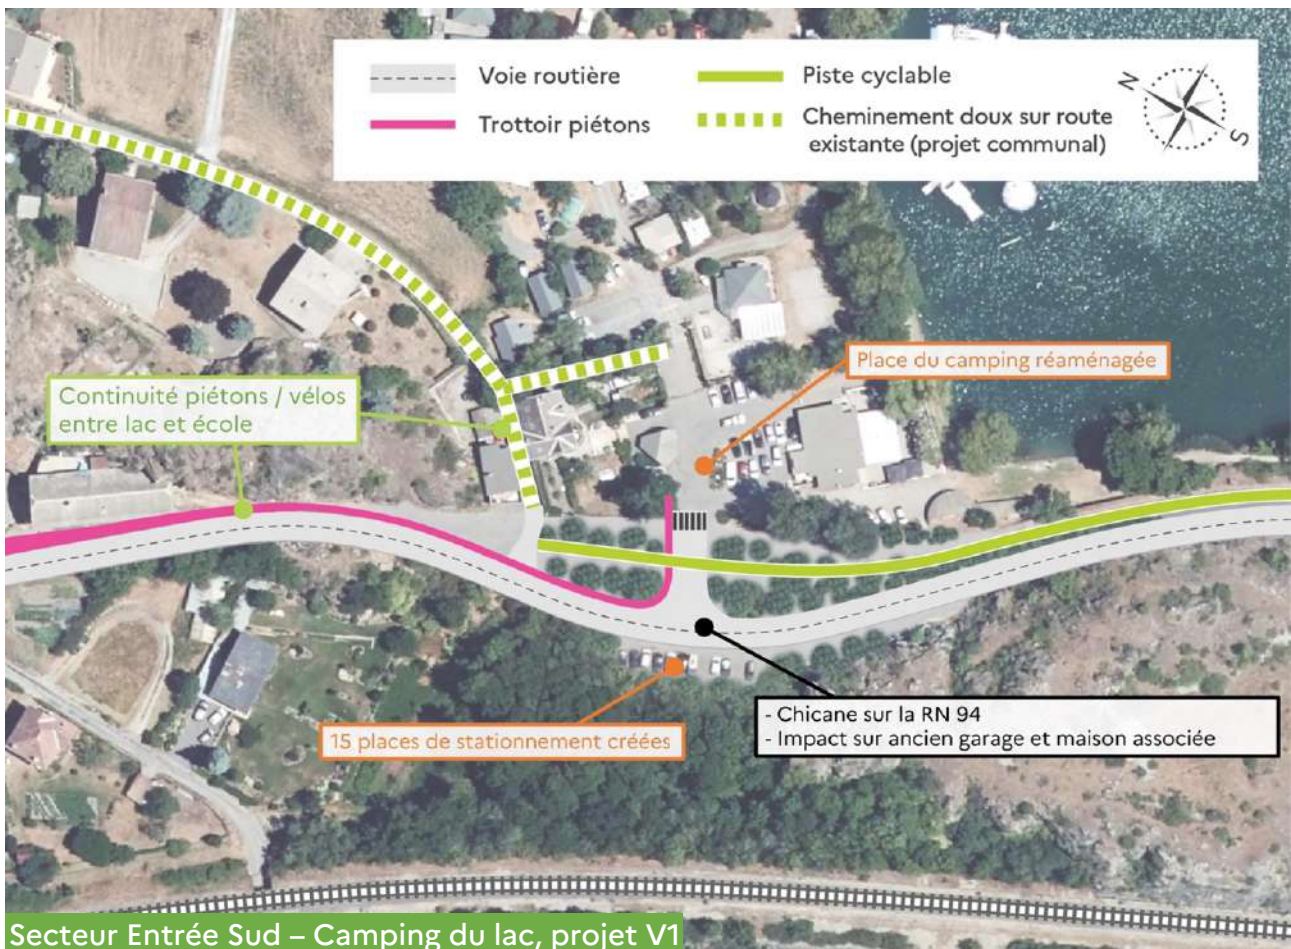 Voie routière
Piste cyclable
Trottoir piétons
Cheminement doux sur route
existante (projet communal)
N
S
Place du camping réaménagée
Continuité piétons / vélos
entre lac et école
- Chicane sur la RN 94
- Impact sur ancien garage et maison associée
15 places de stationnement créées
Secteur Entrée Sud – Camping du lac, projet V1